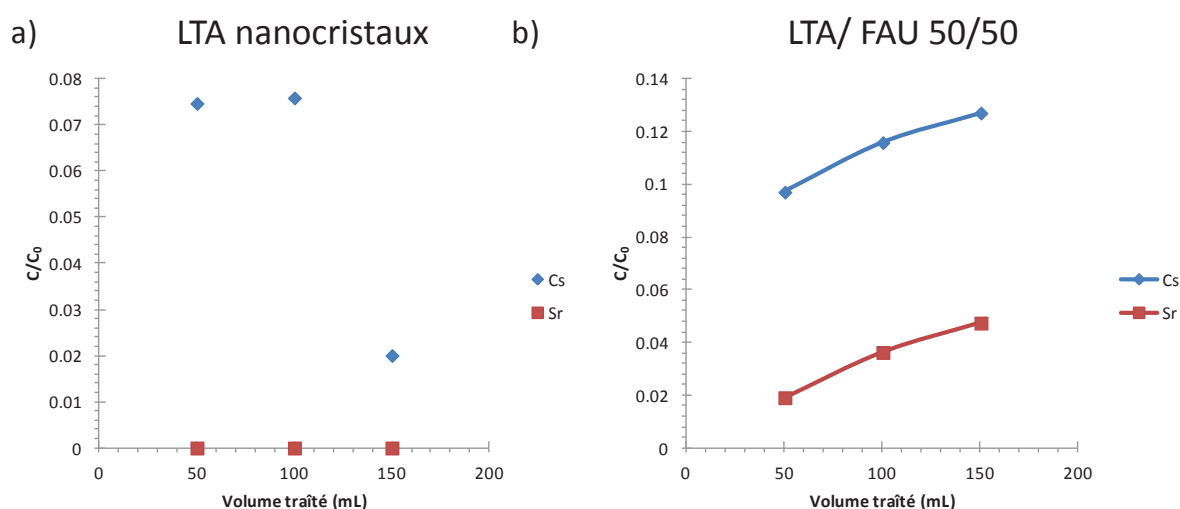 a) LTA nanocristaux
0.08
0.07
0.06
0.05
0.04
0.03
0.02
0.01
0
C/C₀
0 50 100 150 200
Volume traîté (mL)
Cs
Sr
b) LTA/ FAU 50/50
0.14
0.12
0.1
0.08
0.06
0.04
0.02
0
C/C₀
0 50 100 150 200
Volume traîté (mL)
Cs
Sr